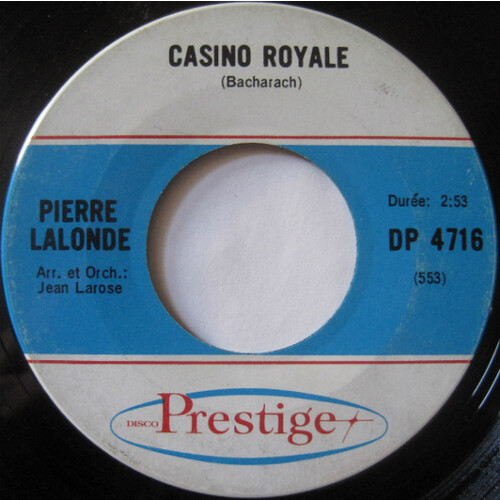 CASINO ROYALE
(Bacharach)
PIERRE
LALONDE
Arr. et Orch.:
Jean Larose
Durée: 2:53
DP 4716
(553)
DISCO Prestige